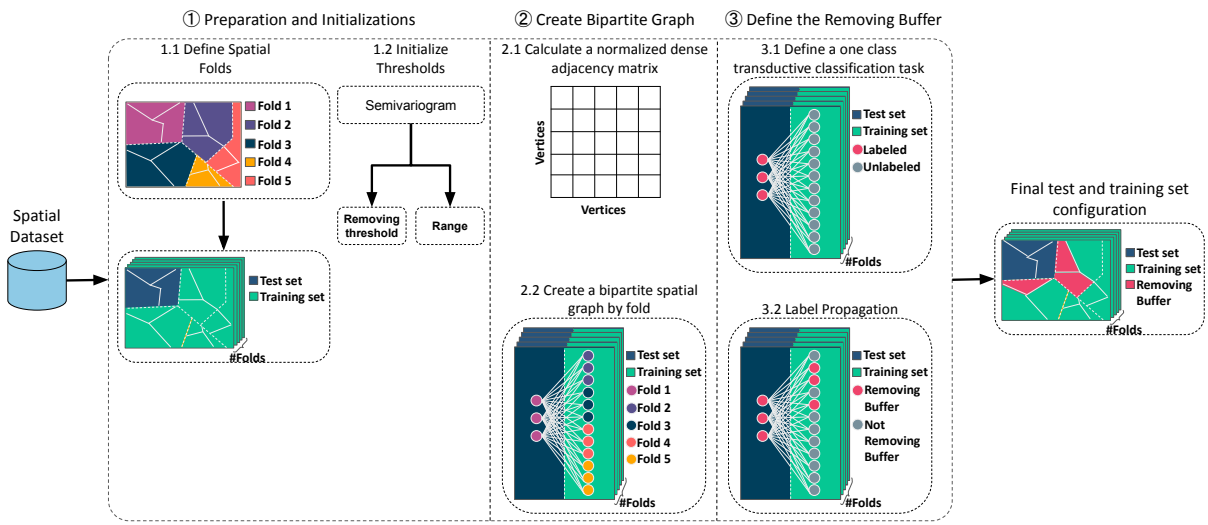 ① Preparation and Initializations
② Create Bipartite Graph
③ Define the Removing Buffer
1.1 Define Spatial
Folds
Fold 1
Fold 2
Fold 3
Fold 4
Fold 5
1.2 Initialize
Thresholds
Semivariogram
Removing
threshold
Range
Spatial
Dataset
Test set
Training set
#Folds
2.1 Calculate a normalized dense
adjacency matrix
Vertices
Vertices
2.2 Create a bipartite spatial
graph by fold
Test set
Training set
Fold 1
Fold 2
Fold 3
Fold 4
Fold 5
#Folds
3.1 Define a one class
transductive classification task
Test set
Training set
Labeled
Unlabeled
#Folds
3.2 Label Propagation
Test set
Training set
Removing
Buffer
Not
Removing
Buffer
#Folds
Final test and training set
configuration
Test set
Training set
Removing
Buffer
#Folds